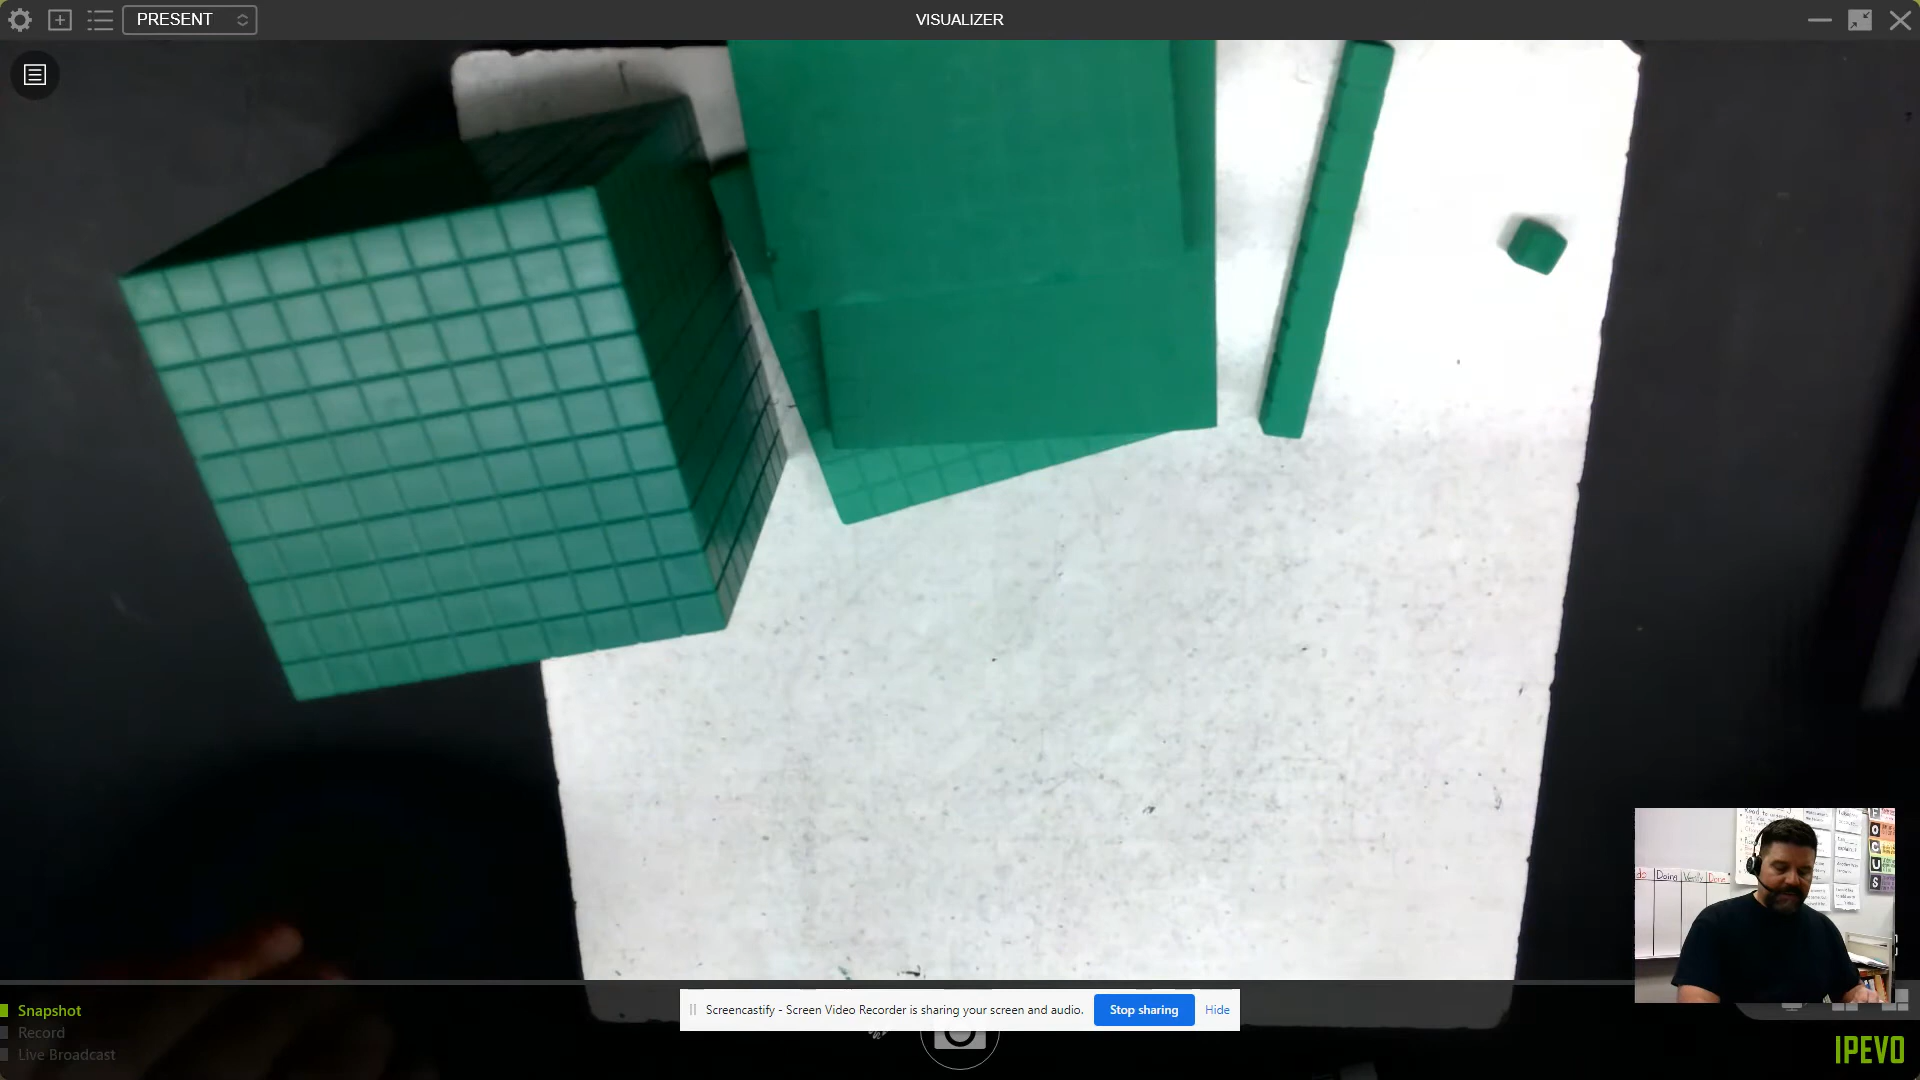 PRESENT
VISUALIZER
do Doing Verify Done
F
O
C
U
S
Screencastify - Screen Video Recorder is sharing your screen and audio.
Stop sharing
Hide
Snapshot
Record
Live Broadcast
IPEVO